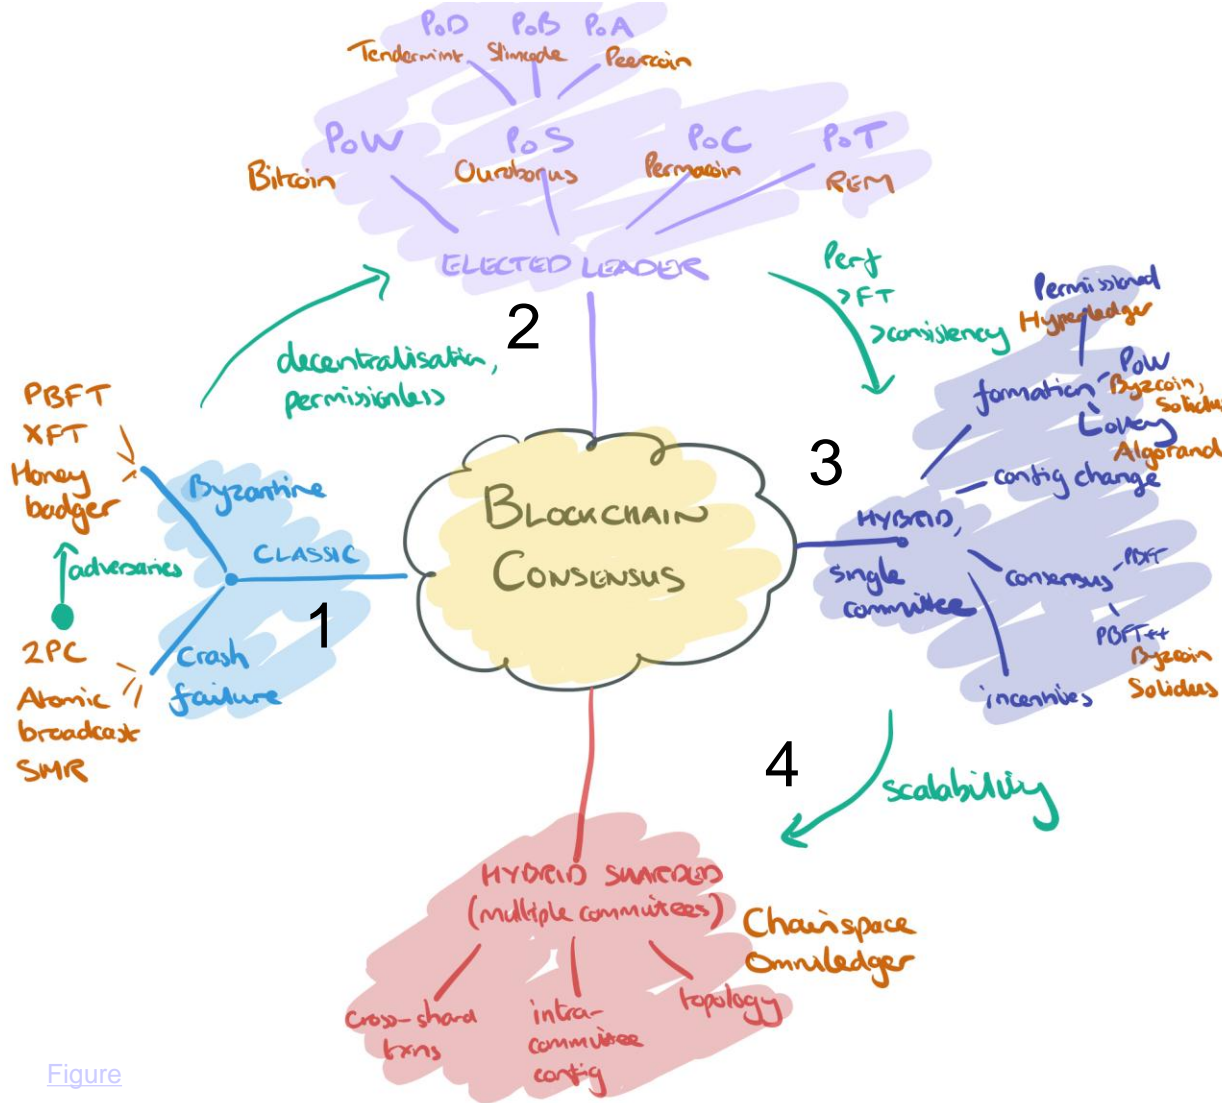 PoD PoB PoA
Tendermint Slimcoin Peercoin
PoW PoS PoC PoT
Bitcoin Ouroborus Permacoin REM
ELECTED LEADER
2
decentralisation,
permissionless
Perf
>FT
>consistency
PBFT
XFT
Honey
badger
adversaries
2PC
Atomic
broadcast
SMR
Byzantine
CLASSIC
1
Crash
failure
BLOCKCHAIN
CONSENSUS
3
Permissioned
Hyperledger
formation
PoW
Byzcoin,
Solidus
Lottery
Algorand
config change
HYBRID,
single
committee
consensus
PBFT
PBFT++
Byzcoin
Solidus
incentives
4
scalability
HYBRID SHARDED
(multiple committees)
Chainspace
Omniledger
cross-shard
txns
intra-
committee
config
topology
Figure